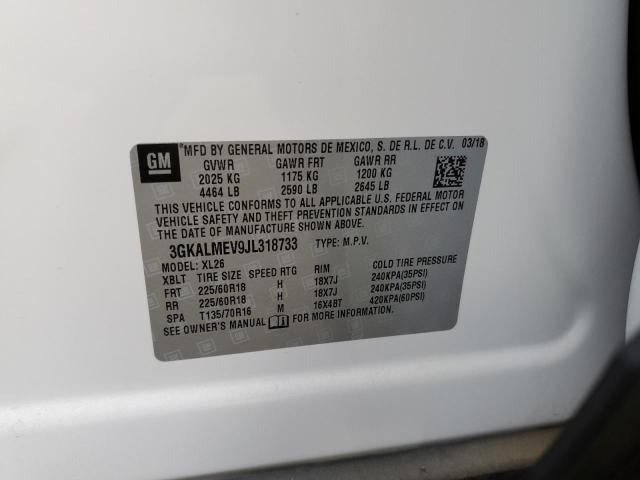 GM
*MFD BY GENERAL MOTORS DE MEXICO, S. DE R.L. DE C.V. 03/18
GVWR GAWR FRT GAWR RR
2025 KG 1175 KG 1200 KG
4464 LB 2590 LB 2645 LB
THIS VEHICLE CONFORMS TO ALL APPLICABLE U.S. FEDERAL MOTOR
VEHICLE SAFETY AND THEFT PREVENTION STANDARDS IN EFFECT ON
THE DATE OF MANUFACTURE SHOWN ABOVE.
3GKALMEV9JL318733 TYPE: M.P.V.
MODEL: XL26
XBLT TIRE SIZE SPEED RTG RIM COLD TIRE PRESSURE
FRT 225/60R18 H 18X7J 240KPA(35PSI)
RR 225/60R18 H 18X7J 240KPA(35PSI)
SPA T135/70R16 M 16X4BT 420KPA(60PSI)
SEE OWNER'S MANUAL FOR MORE INFORMATION.